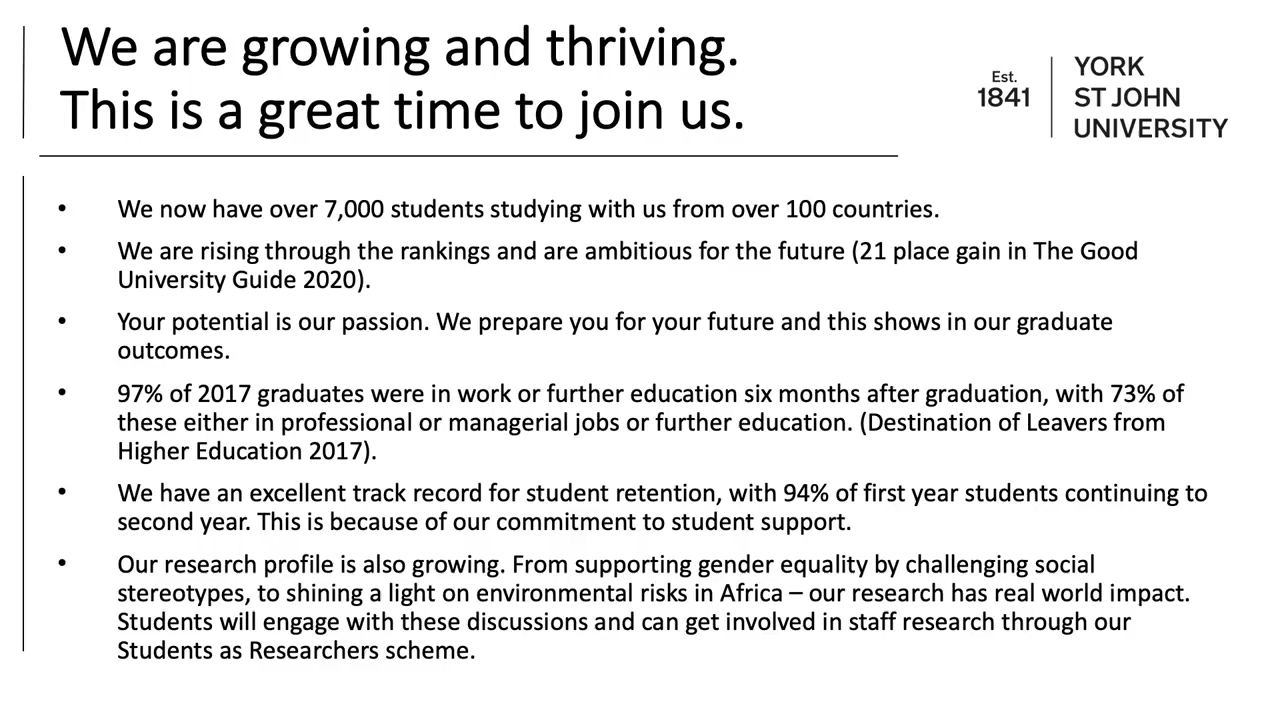 We are growing and thriving.
This is a great time to join us.
Est.
1841
YORK
ST JOHN
UNIVERSITY
• We now have over 7,000 students studying with us from over 100 countries.
• We are rising through the rankings and are ambitious for the future (21 place gain in The Good
University Guide 2020).
• Your potential is our passion. We prepare you for your future and this shows in our graduate
outcomes.
• 97% of 2017 graduates were in work or further education six months after graduation, with 73% of
these either in professional or managerial jobs or further education. (Destination of Leavers from
Higher Education 2017).
• We have an excellent track record for student retention, with 94% of first year students continuing to
second year. This is because of our commitment to student support.
• Our research profile is also growing. From supporting gender equality by challenging social
stereotypes, to shining a light on environmental risks in Africa – our research has real world impact.
Students will engage with these discussions and can get involved in staff research through our
Students as Researchers scheme.